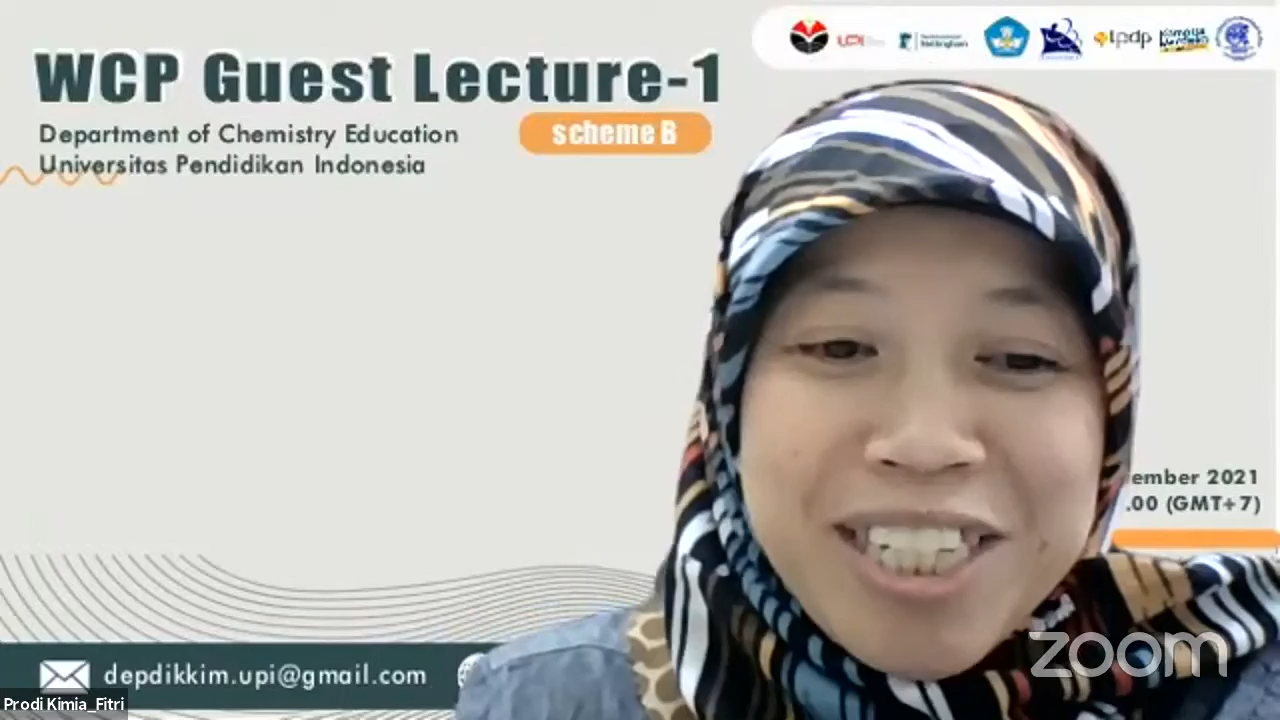 WCP Guest Lecture-1
Department of Chemistry Education
scheme B
Universitas Pendidikan Indonesia
lpdp
ember 2021
.00 (GMT+7)
depdikkim.upi@gmail.com
zoom
Prodi Kimia_Fitri